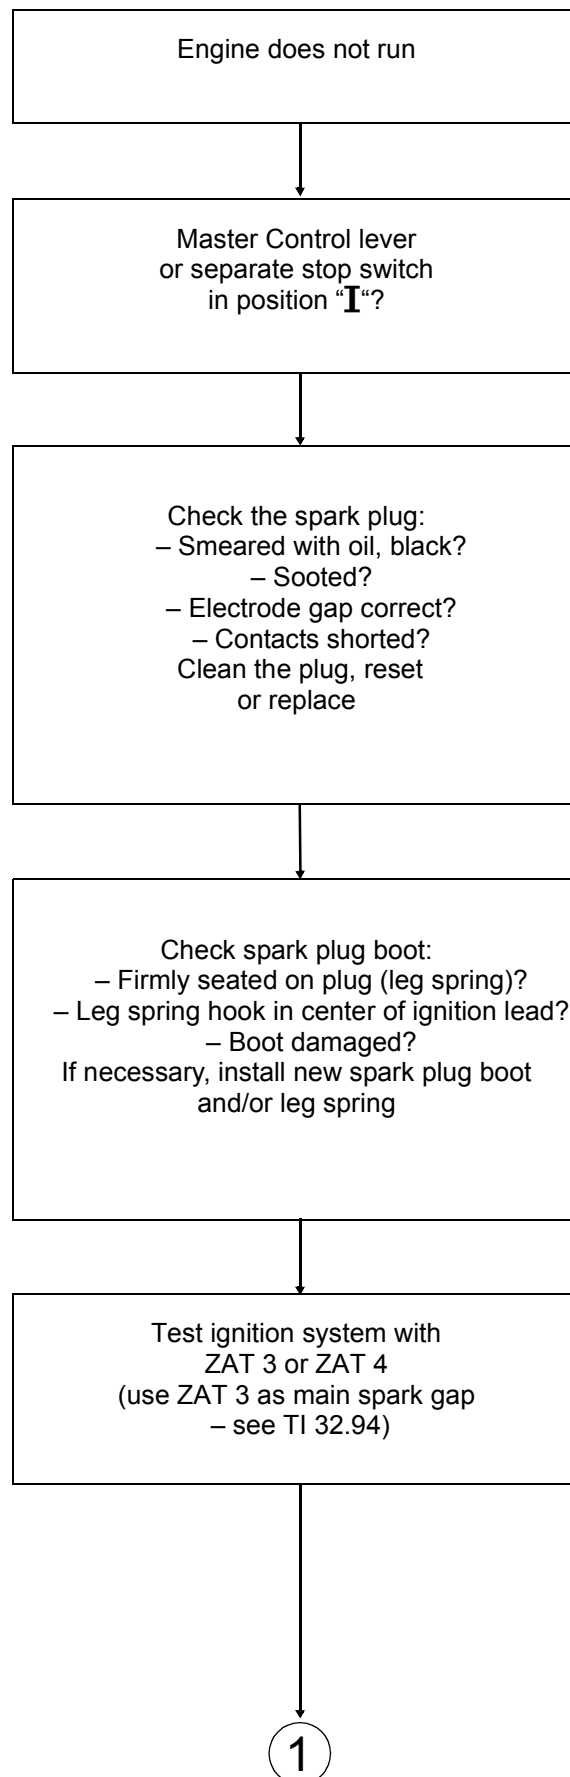 Engine does not run
Master Control lever
or separate stop switch
in position “I“?
Check the spark plug:
– Smeared with oil, black?
– Sooted?
– Electrode gap correct?
– Contacts shorted?
Clean the plug, reset
or replace
Check spark plug boot:
– Firmly seated on plug (leg spring)?
– Leg spring hook in center of ignition lead?
– Boot damaged?
If necessary, install new spark plug boot
and/or leg spring
Test ignition system with
ZAT 3 or ZAT 4
(use ZAT 3 as main spark gap
– see TI 32.94)
1